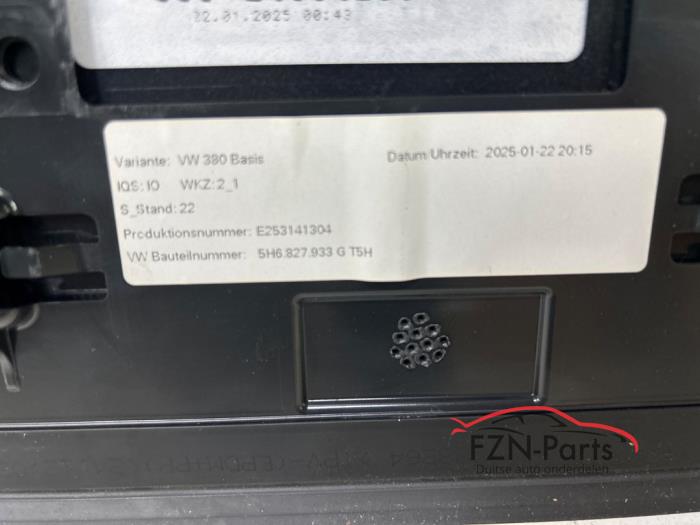 22.01.2025 00:43
Variante: VW 380 Basis
Datum Uhrzeit: 2025-01-22 20:15
IQS: IO WKZ: 2_1
S_Stand: 22
Produktionsnummer: E253141304
VW Bauteilnummer: 5H6.827.933 G T5H
FZN-Parts
Duitse auto onderdelen